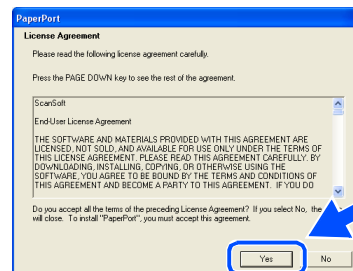 PaperPort
License Agreement
Please read the following license agreement carefully.
Press the PAGE DOWN key to see the rest of the agreement.
ScanSoft
End-User License Agreement
THE SOFTWARE AND MATERIALS PROVIDED WITH THIS AGREEMENT ARE
LICENSED, NOT SOLD, AND AVAILABLE FOR USE ONLY UNDER THE TERMS OF
THIS LICENSE AGREEMENT. PLEASE READ THIS AGREEMENT CAREFULLY. BY
DOWNLOADING, INSTALLING, COPYING, OR OTHERWISE USING THE
SOFTWARE, YOU AGREE TO BE BOUND BY THE TERMS AND CONDITIONS OF
THIS AGREEMENT AND BECOME A PARTY TO THIS AGREEMENT. IF YOU DO
Do you accept all the terms of the preceding License Agreement? If you select No, the
will close. To install "PaperPort", you must accept this agreement.
Yes No